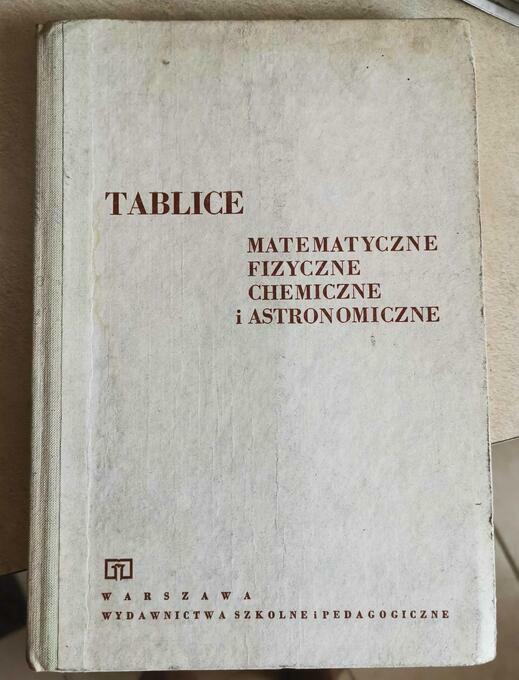 TABLICE
MATEMATYCZNE
FIZYCZNE
CHEMICZNE
i ASTRONOMICZNE
WARSZAWA
WYDAWNICTWA SZKOLNE i PEDAGOGICZNE